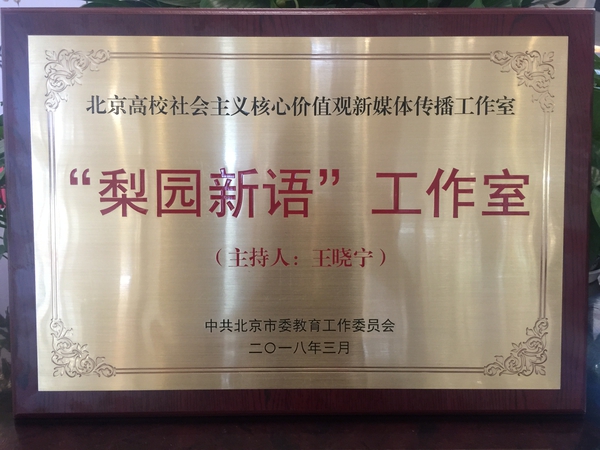 北京高校社会主义核心价值观新媒体传播工作室
“梨园新语”工作室
（主持人：王晓宁）
中共北京市委教育工作委员会
二〇一八年三月